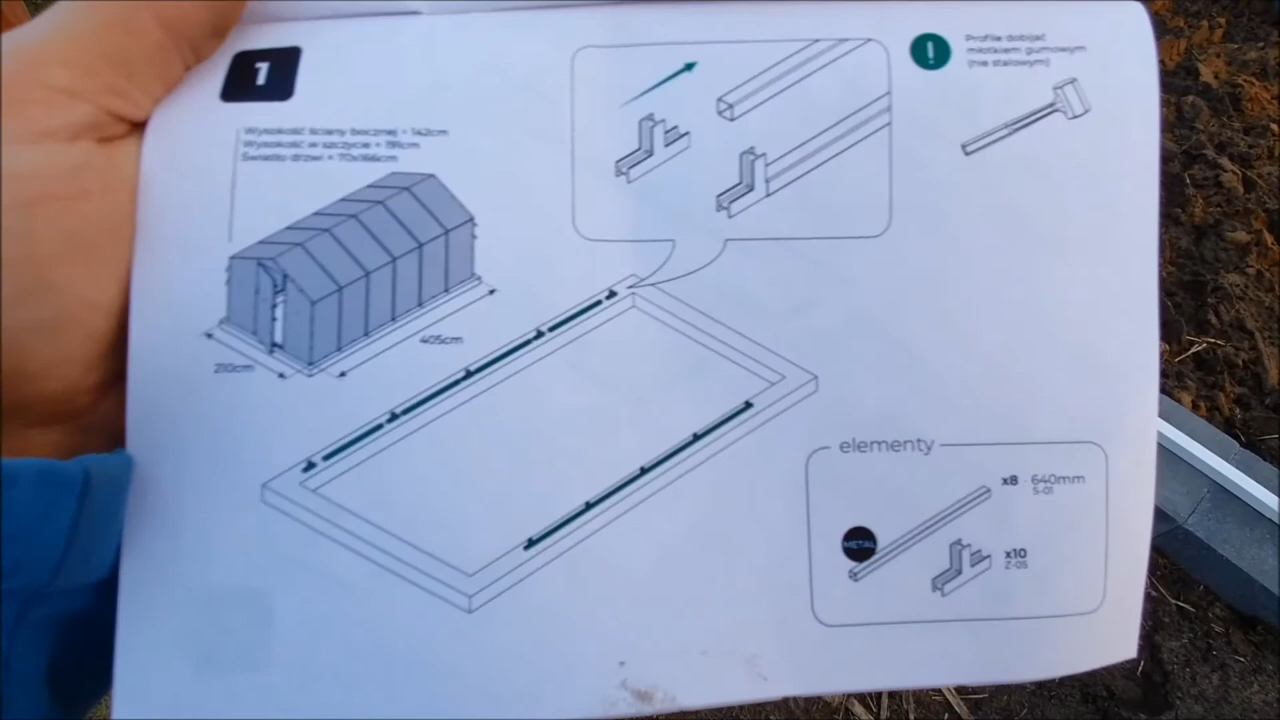 1
Wysokość ściany bocznej = 142cm
Wysokość w szczycie = 191cm
Światło drzwi = 70x166cm
!
Profile dobijać
młotkiem gumowym
(nie stalowym)
405cm
210cm
elementy
x8 - 640mm
S-01
METAL
x10
Z-05